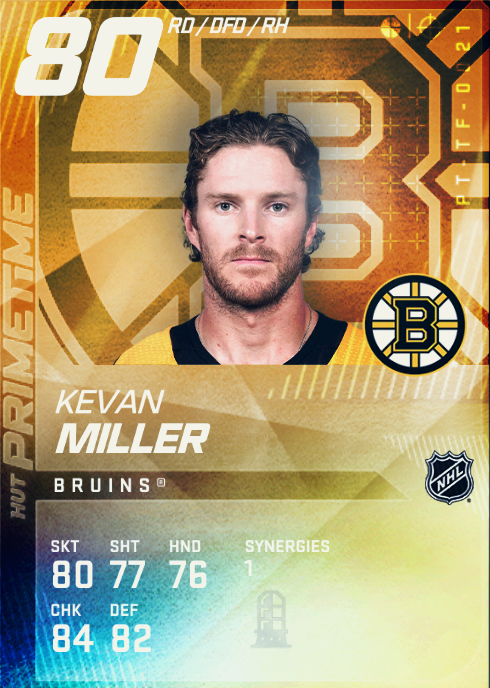 80
RD / DFD / RH
PT-TF-0021
HUT PRIMETIME
B
B
KEVAN
MILLER
BRUINS®
NHL
SKT SHT HND SYNERGIES
80 77 76 1
CHK DEF
84 82